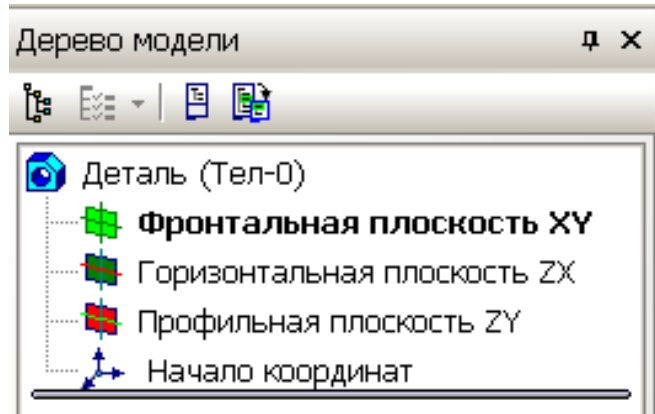 Дерево модели
Деталь (Тел-0)
Фронтальная плоскость XY
Горизонтальная плоскость ZX
Профильная плоскость ZY
Начало координат